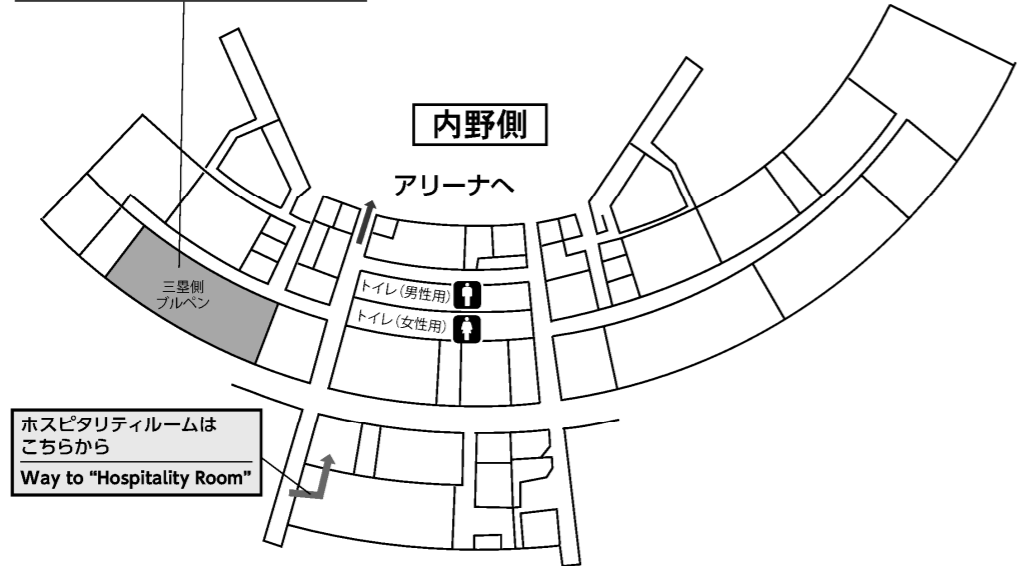 内野側
アリーナへ
三塁側
ブルペン
トイレ(男性用)
トイレ(女性用)
ホスピタリティルームは
こちらから
Way to “Hospitality Room”